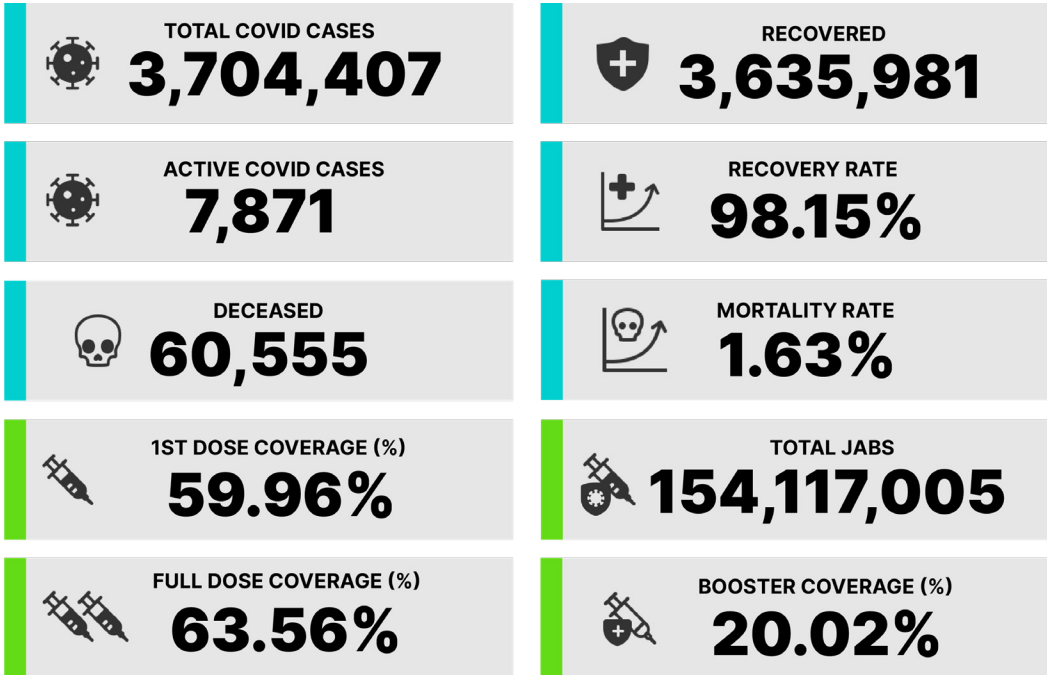 TOTAL COVID CASES
3,704,407
RECOVERED
3,635,981
ACTIVE COVID CASES
7,871
RECOVERY RATE
98.15%
DECEASED
60,555
MORTALITY RATE
1.63%
1ST DOSE COVERAGE (%)
59.96%
TOTAL JABS
154,117,005
FULL DOSE COVERAGE (%)
63.56%
BOOSTER COVERAGE (%)
20.02%